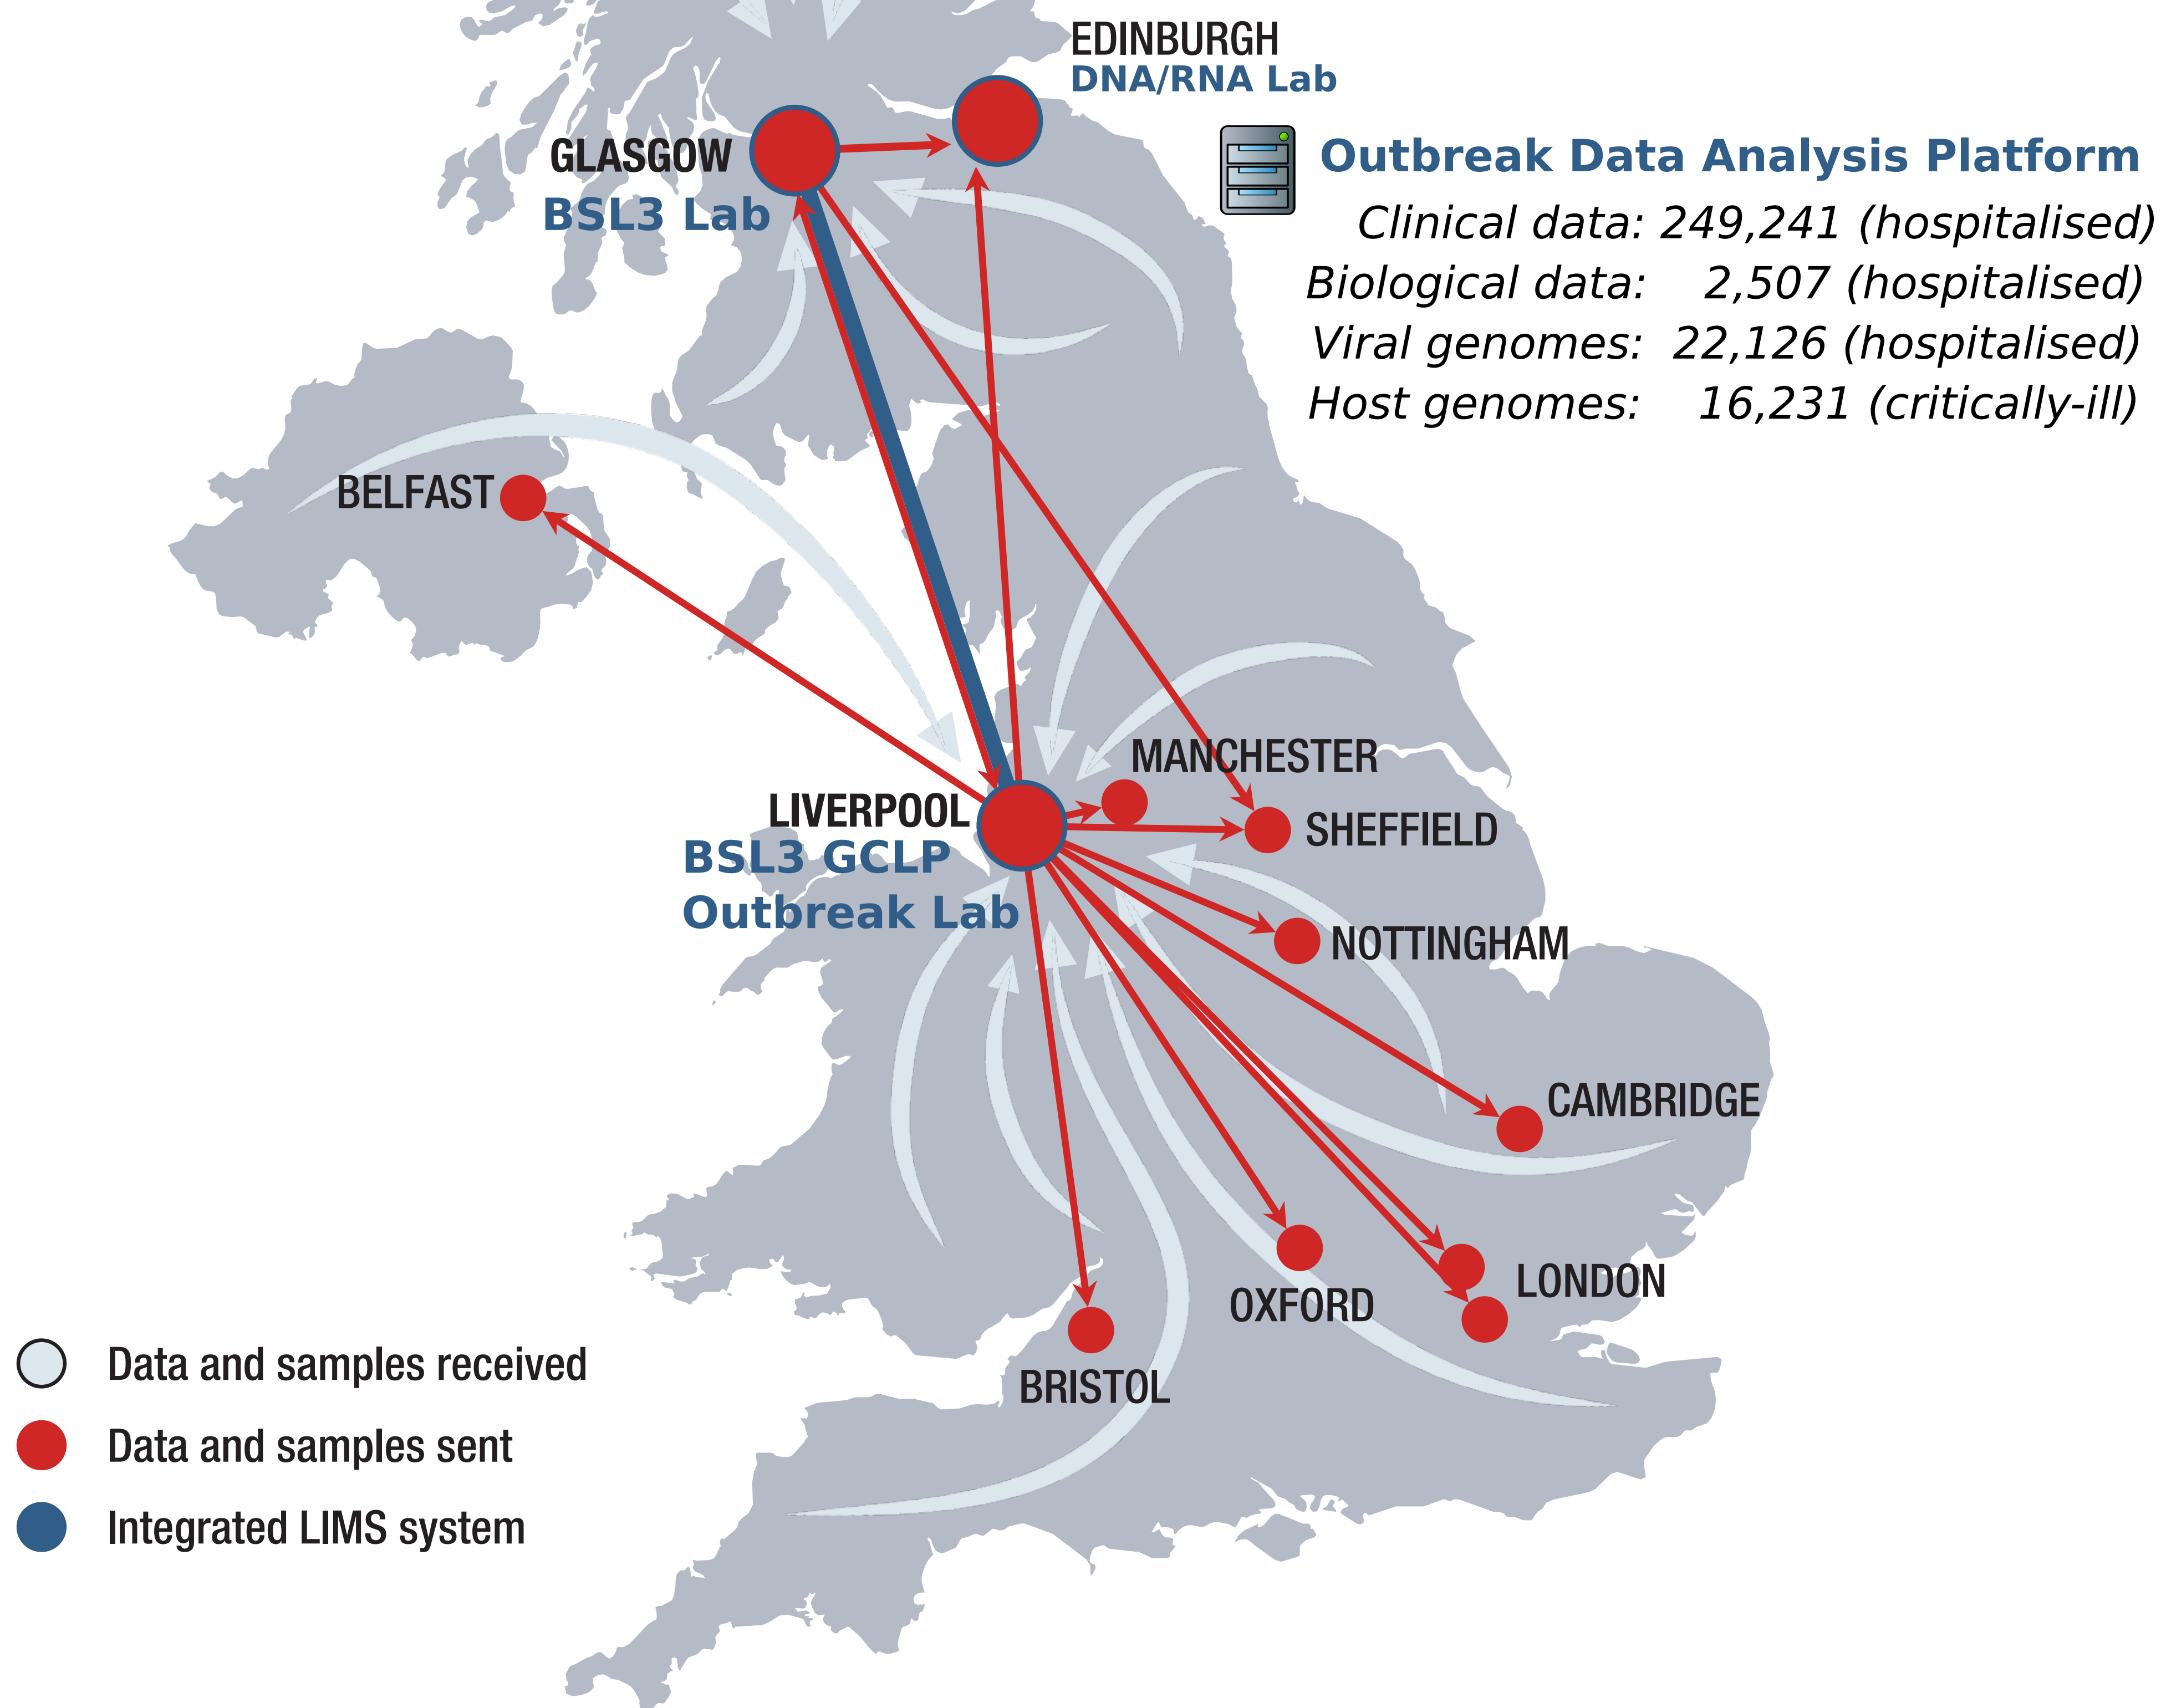 EDINBURGH
DNA/RNA Lab
GLASGOW
BSL3 Lab
Outbreak Data Analysis Platform
Clinical data: 249,241 (hospitalised)
Biological data: 2,507 (hospitalised)
Viral genomes: 22,126 (hospitalised)
Host genomes: 16,231 (critically-ill)
BELFAST
MANCHESTER
LIVERPOOL
BSL3 GCLP
Outbreak Lab
SHEFFIELD
NOTTINGHAM
CAMBRIDGE
LONDON
OXFORD
BRISTOL
Data and samples received
Data and samples sent
Integrated LIMS system